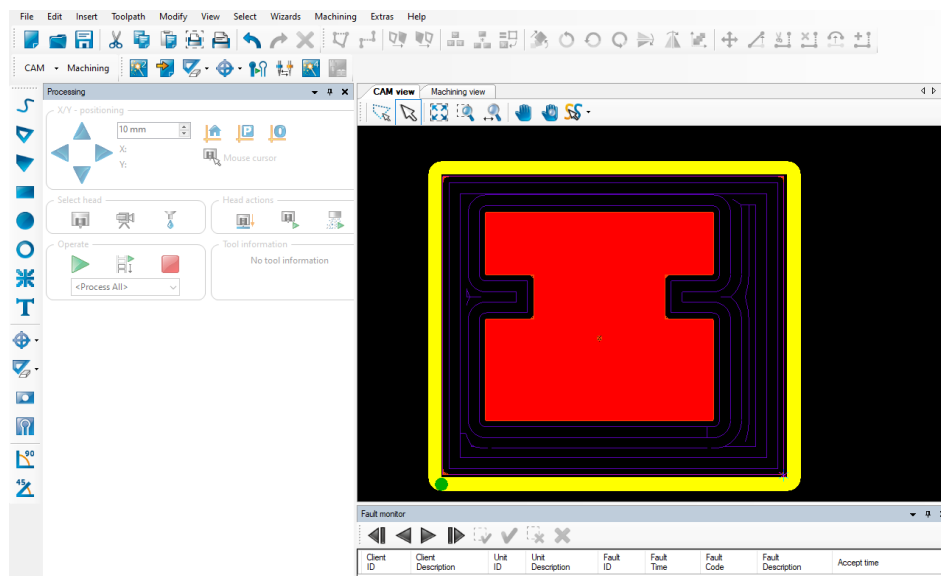 File Edit Insert Toolpath Modify View Select Wizards Machining Extras Help
CAM Machining
Processing
CAM view Machining view
X/Y - positioning
10 mm
X:
Y:
Mouse cursor
Select head
Head actions
Operate
Tool information
No tool information
<Process All>
T
90
45
Fault monitor
Client ID Client Description Unit ID Unit Description Fault ID Fault Time Fault Code Fault Description Accept time